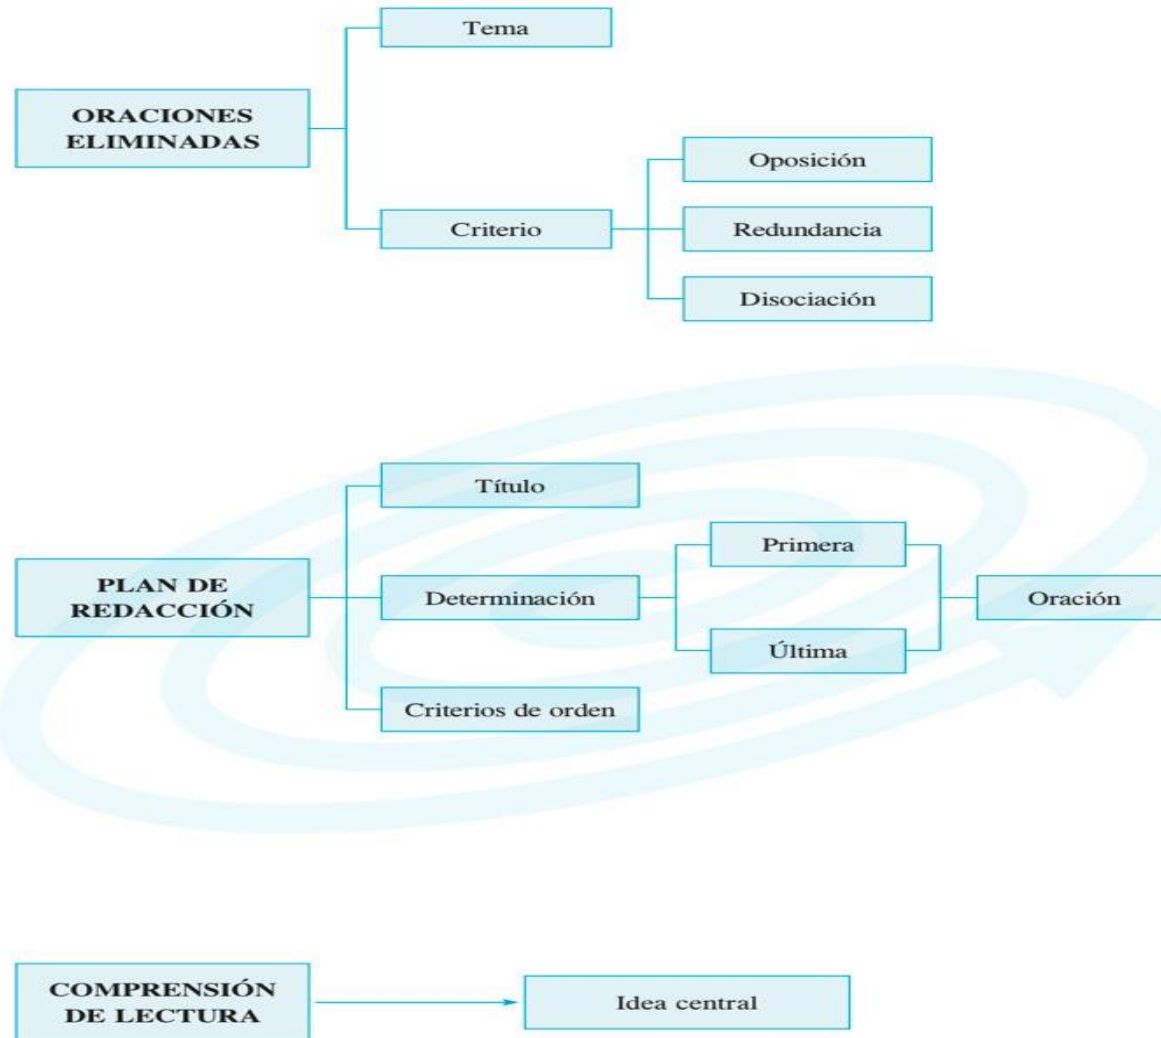 Tema
ORACIONES
ELIMINADAS
Oposición
Criterio
Redundancia
Disociación
Título
PLAN DE
REDACCIÓN
Determinación
Primera
Última
Oración
Criterios de orden
COMPRENSIÓN
DE LECTURA
Idea central